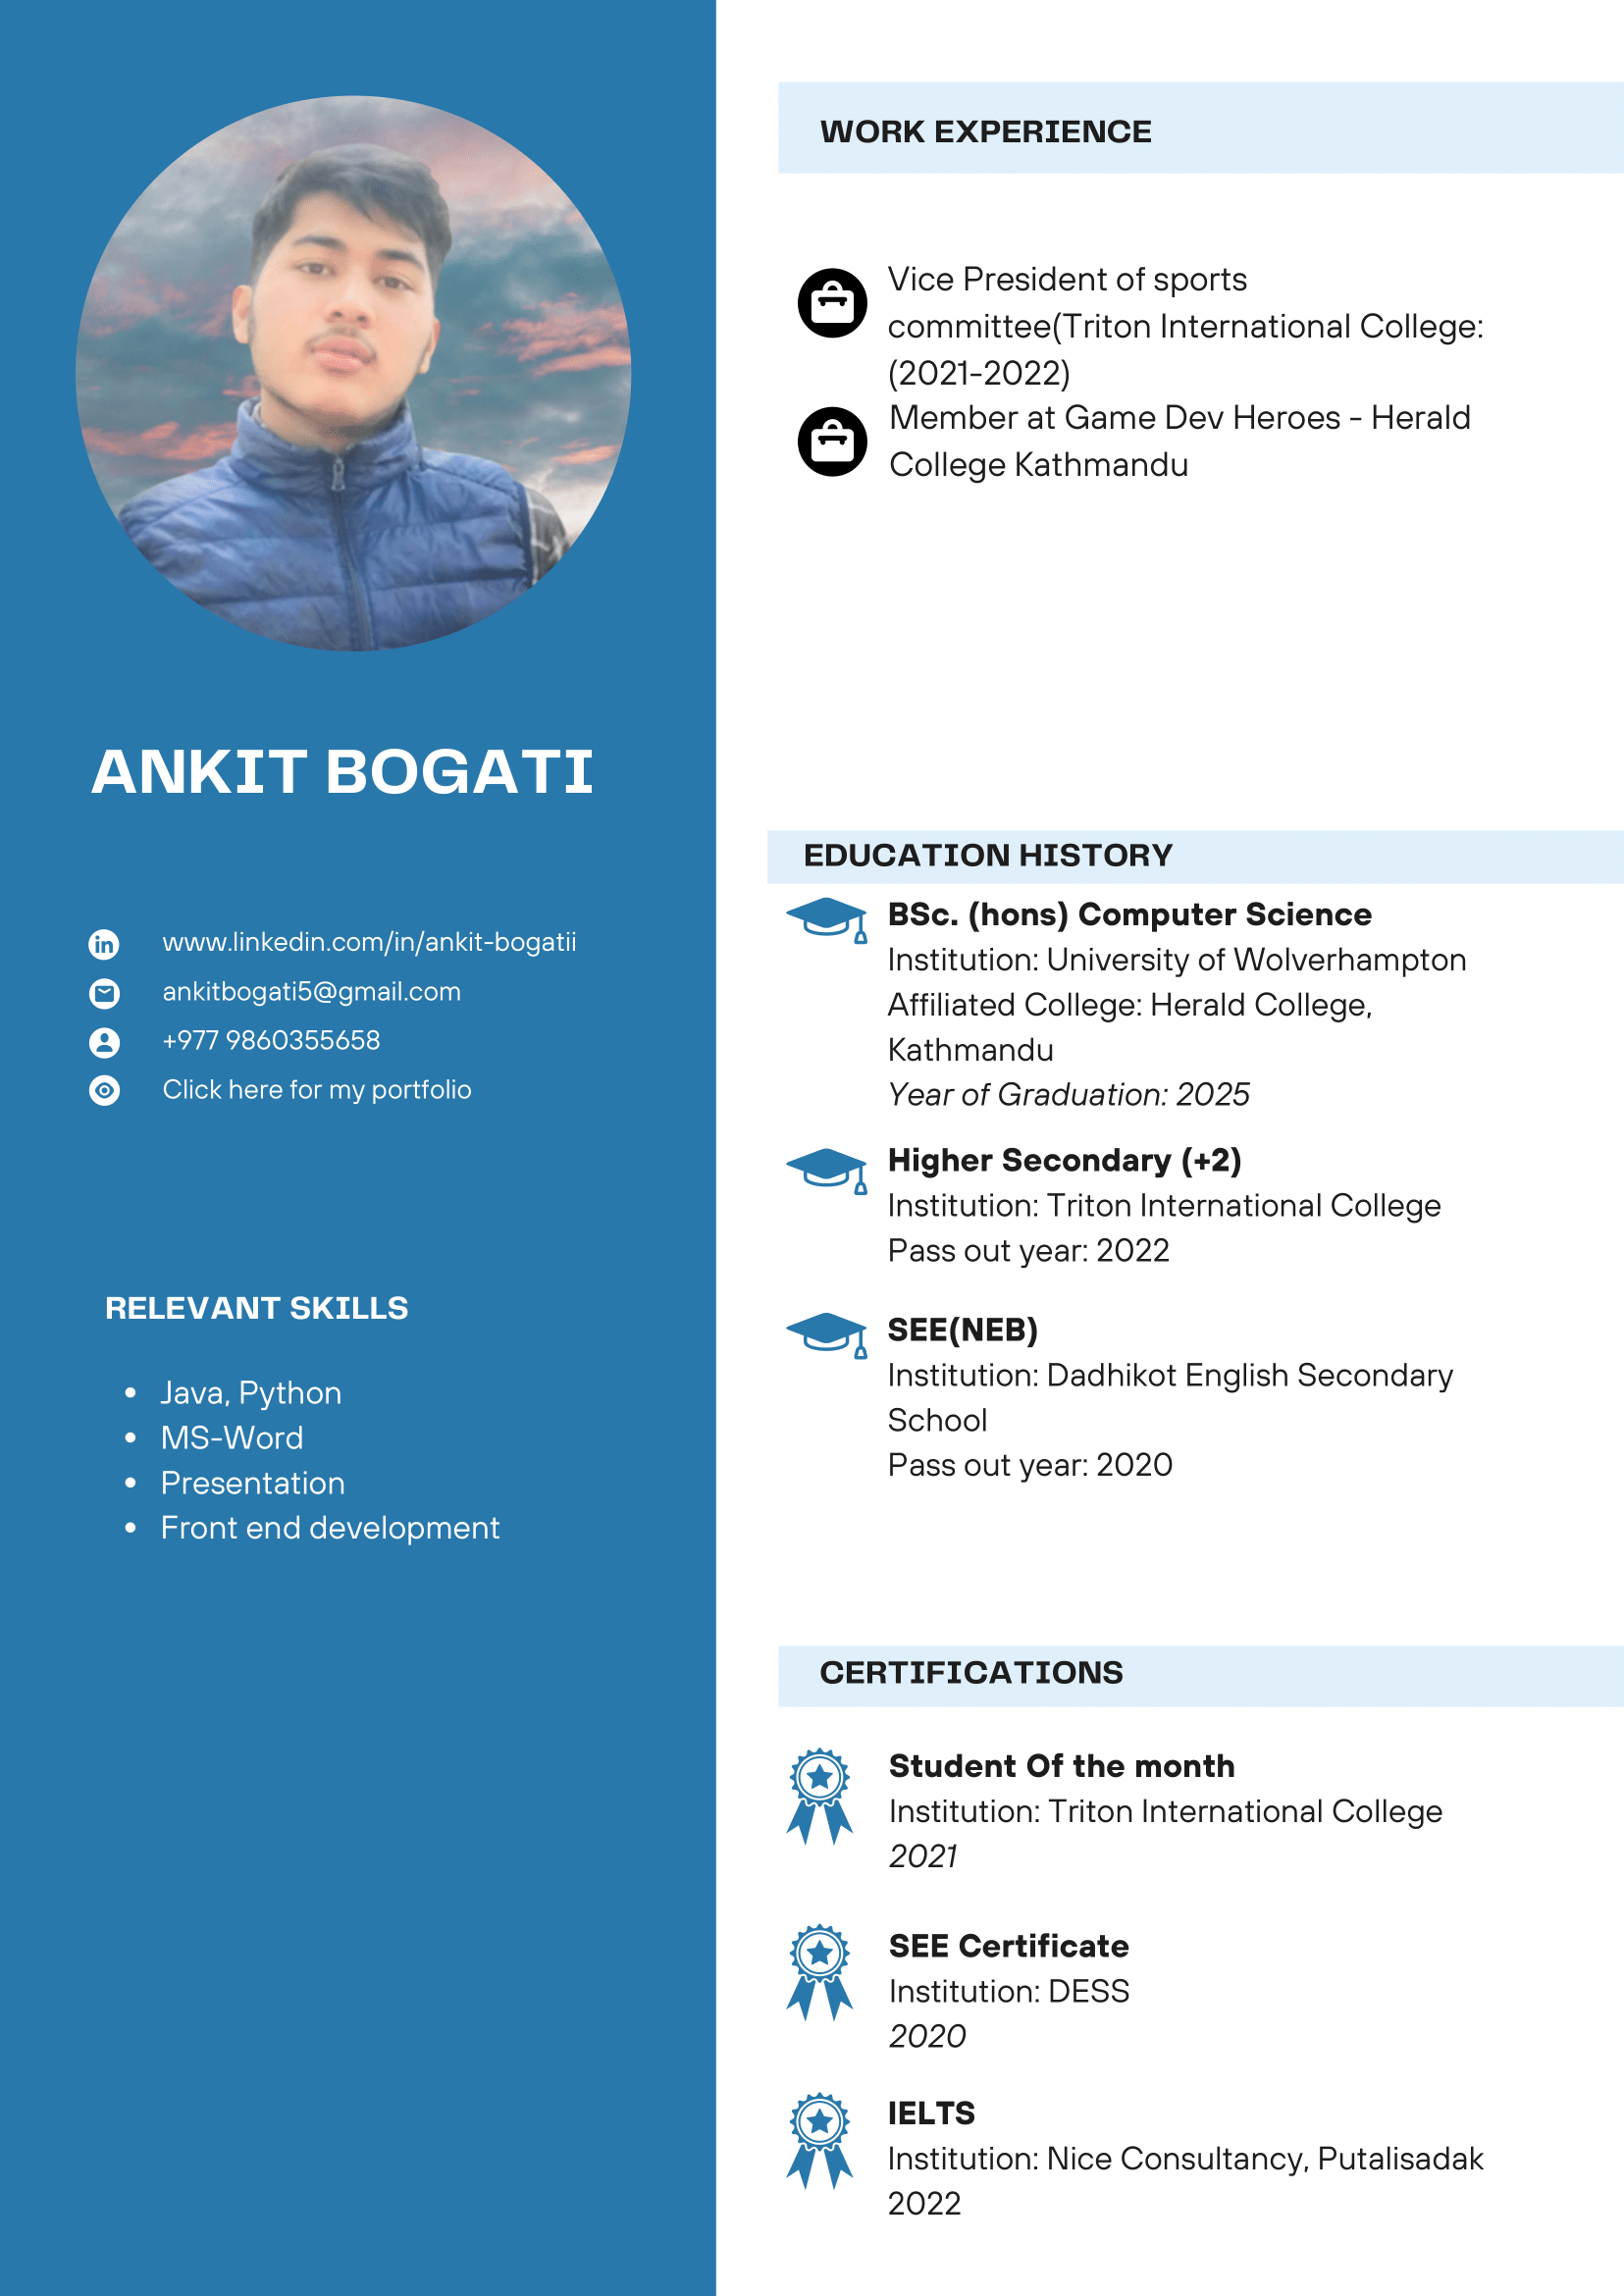 ANKIT BOGATI
www.linkedin.com/in/ankit-bogatii
ankitbogati5@gmail.com
+977 9860355658
Click here for my portfolio
RELEVANT SKILLS
• Java, Python
• MS-Word
• Presentation
• Front end development
WORK EXPERIENCE
Vice President of sports
committee(Triton International College:
(2021-2022)
Member at Game Dev Heroes - Herald
College Kathmandu
EDUCATION HISTORY
BSc. (hons) Computer Science
Institution: University of Wolverhampton
Affiliated College: Herald College,
Kathmandu
Year of Graduation: 2025
Higher Secondary (+2)
Institution: Triton International College
Pass out year: 2022
SEE(NEB)
Institution: Dadhikot English Secondary
School
Pass out year: 2020
CERTIFICATIONS
Student Of the month
Institution: Triton International College
2021
SEE Certificate
Institution: DESS
2020
IELTS
Institution: Nice Consultancy, Putalisadak
2022